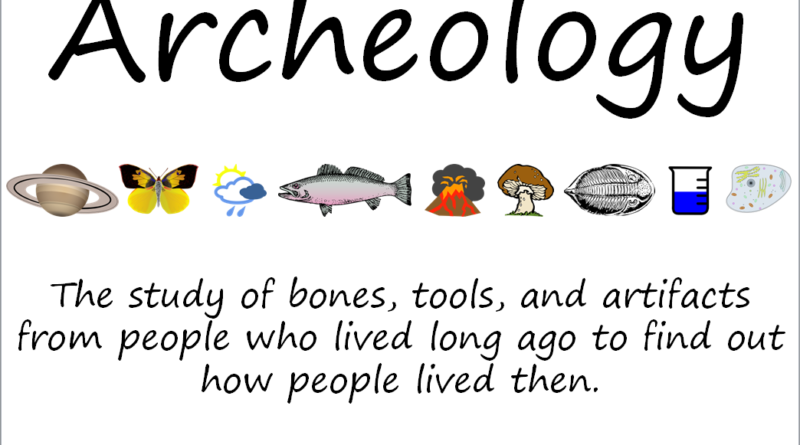 Archeology
The study of bones, tools, and artifacts
from people who lived long ago to find out
how people lived then.